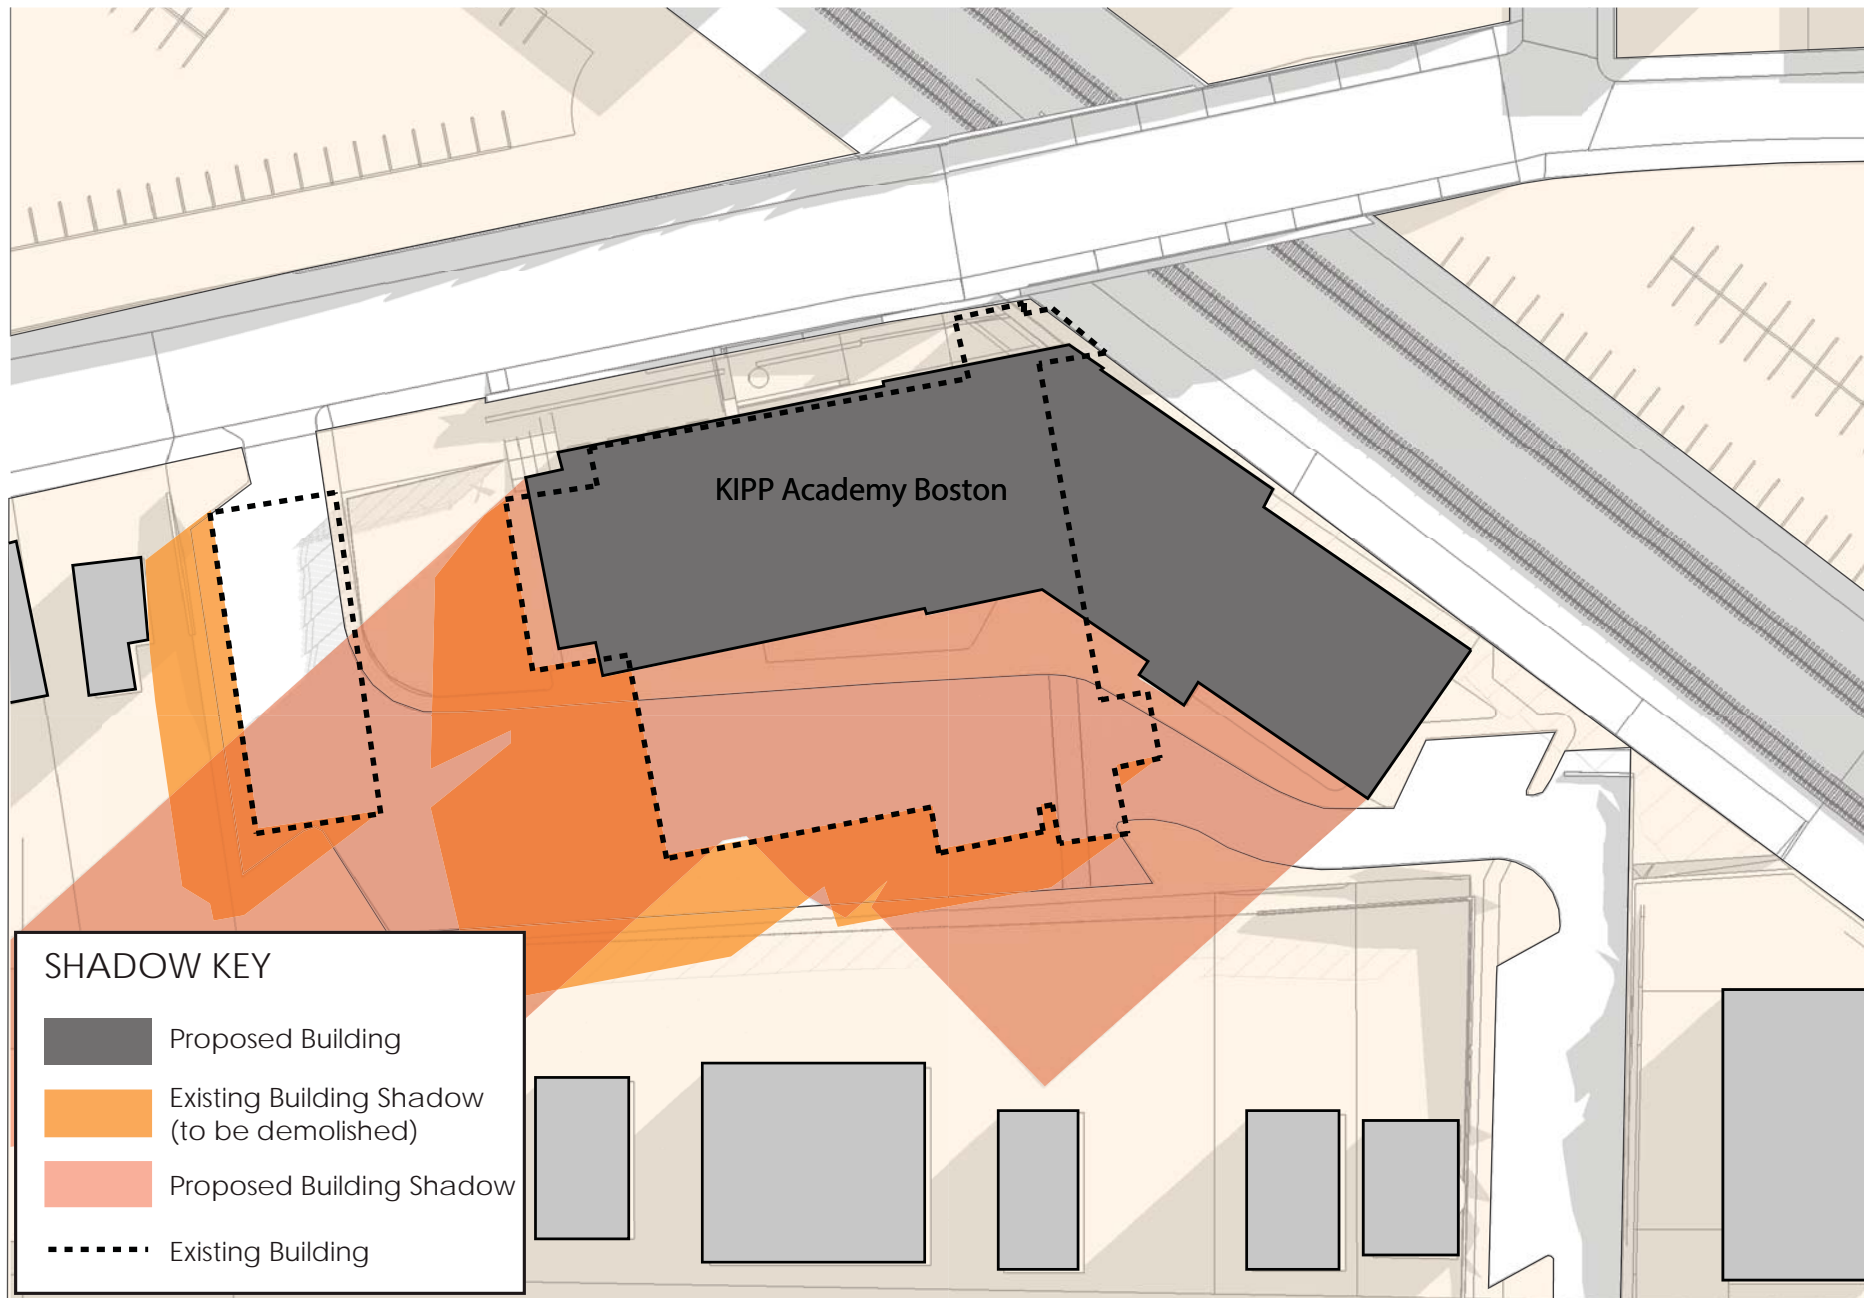 KIPP Academy Boston
SHADOW KEY
Proposed Building
Existing Building Shadow
(to be demolished)
Proposed Building Shadow
Existing Building